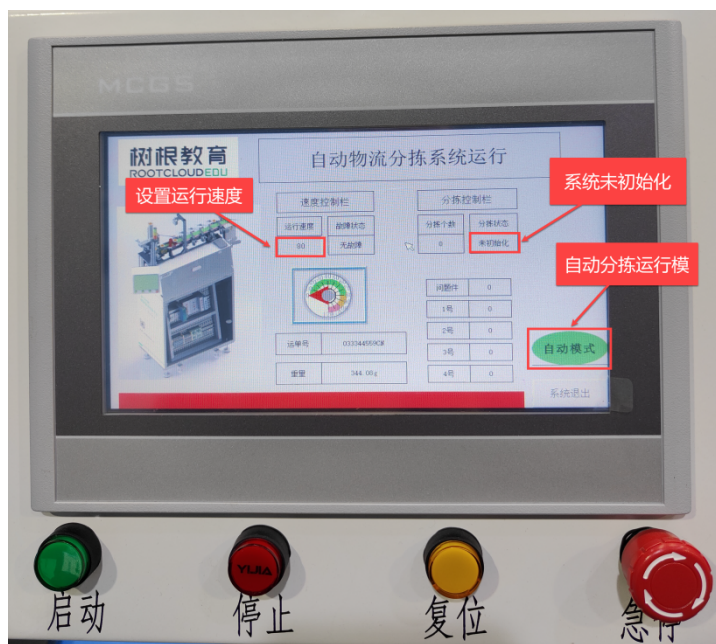 MCGS
树根教育
ROOTCLOUDEDU
自动物流分拣系统运行
系统未初始化
设置运行速度
速度控制栏
分拣控制栏
运行速度 故障状态
分拣个数 分拣状态
90 无故障
0 未初始化
自动分拣运行模
问题件 0
1号 0
2号 0
运单号
3号 0
自动模式
重量 344.00g
4号 0
系统退出
YIJIA
启动
停止
复位
急停